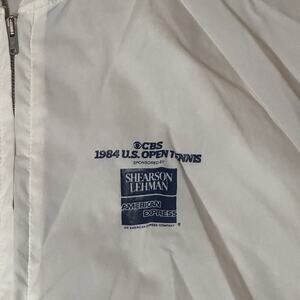 CBS
1984 U.S. OPEN TENNIS
SPONSORED BY
SHEARSON
LEHMAN
AMERICAN
EXPRESS
AN AMERICAN EXPRESS COMPANY
®